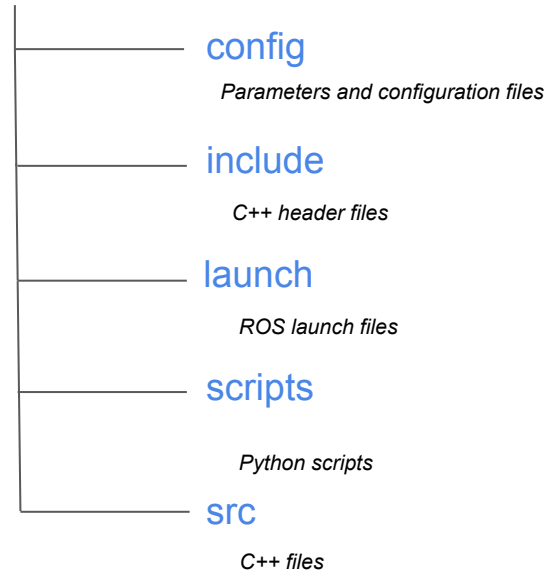 config
Parameters and configuration files
include
C++ header files
launch
ROS launch files
scripts
Python scripts
src
C++ files